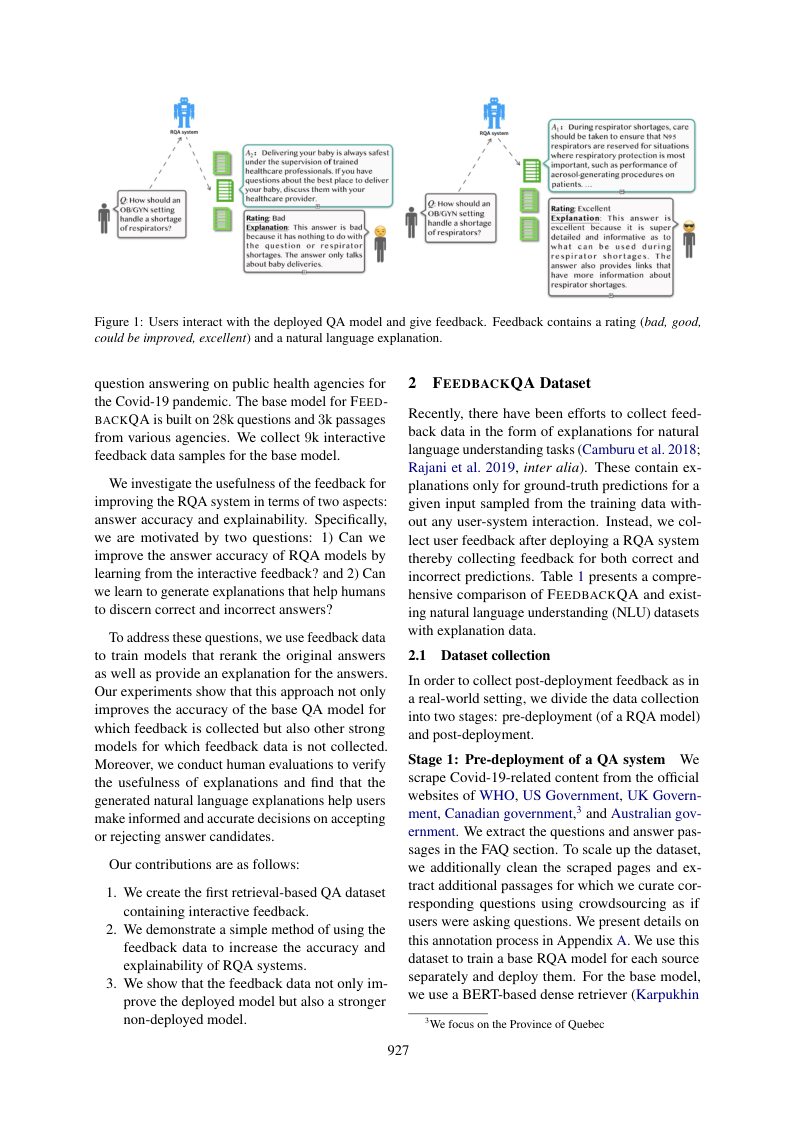 RQA system
Q: How should an
OB/GYN setting
handle a shortage
of respirators?
A₂: Delivering your baby is always safest
under the supervision of trained
healthcare professionals. If you have
questions about the best place to deliver
your baby, discuss them with your
healthcare provider.
Rating: Bad
Explanation: This answer is bad
because it has nothing to do with
the question or respirator
shortages. The answer only talks
about baby deliveries.
RQA system
Q: How should an
OB/GYN setting
handle a shortage
of respirators?
A₁: During respirator shortages, care
should be taken to ensure that N95
respirators are reserved for situations
where respiratory protection is most
important, such as performance of
aerosol-generating procedures on
patients. ...
Rating: Excellent
Explanation: This answer is
excellent because it is super
detailed and informative as to
what can be used during
respirator shortages. The
answer also provides links that
have more information about
respirator shortages.
Figure 1: Users interact with the deployed QA model and give feedback. Feedback contains a rating (bad, good,
could be improved, excellent) and a natural language explanation.
question answering on public health agencies for
the Covid-19 pandemic. The base model for FEED-
BACKQA is built on 28k questions and 3k passages
from various agencies. We collect 9k interactive
feedback data samples for the base model.
We investigate the usefulness of the feedback for
improving the RQA system in terms of two aspects:
answer accuracy and explainability. Specifically,
we are motivated by two questions: 1) Can we
improve the answer accuracy of RQA models by
learning from the interactive feedback? and 2) Can
we learn to generate explanations that help humans
to discern correct and incorrect answers?
To address these questions, we use feedback data
to train models that rerank the original answers
as well as provide an explanation for the answers.
Our experiments show that this approach not only
improves the accuracy of the base QA model for
which feedback is collected but also other strong
models for which feedback data is not collected.
Moreover, we conduct human evaluations to verify
the usefulness of explanations and find that the
generated natural language explanations help users
make informed and accurate decisions on accepting
or rejecting answer candidates.
Our contributions are as follows:
1. We create the first retrieval-based QA dataset
containing interactive feedback.
2. We demonstrate a simple method of using the
feedback data to increase the accuracy and
explainability of RQA systems.
3. We show that the feedback data not only im-
prove the deployed model but also a stronger
non-deployed model.
2 FEEDBACKQA Dataset
Recently, there have been efforts to collect feed-
back data in the form of explanations for natural
language understanding tasks (Camburu et al. 2018;
Rajani et al. 2019, inter alia). These contain ex-
planations only for ground-truth predictions for a
given input sampled from the training data with-
out any user-system interaction. Instead, we col-
lect user feedback after deploying a RQA system
thereby collecting feedback for both correct and
incorrect predictions. Table 1 presents a compre-
hensive comparison of FEEDBACKQA and exist-
ing natural language understanding (NLU) datasets
with explanation data.
2.1 Dataset collection
In order to collect post-deployment feedback as in
a real-world setting, we divide the data collection
into two stages: pre-deployment (of a RQA model)
and post-deployment.
Stage 1: Pre-deployment of a QA system We
scrape Covid-19-related content from the official
websites of WHO, US Government, UK Govern-
ment, Canadian government,³ and Australian gov-
ernment. We extract the questions and answer pas-
sages in the FAQ section. To scale up the dataset,
we additionally clean the scraped pages and ex-
tract additional passages for which we curate cor-
responding questions using crowdsourcing as if
users were asking questions. We present details on
this annotation process in Appendix A. We use this
dataset to train a base RQA model for each source
separately and deploy them. For the base model,
we use a BERT-based dense retriever (Karpukhin
³We focus on the Province of Quebec
927